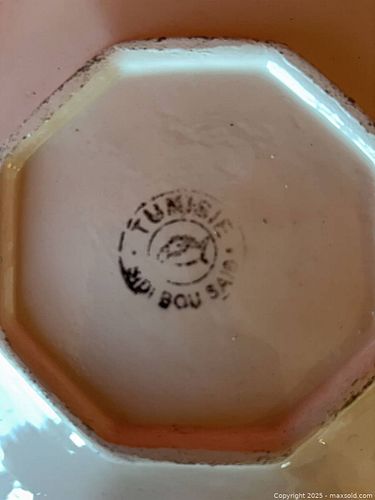 TUNISIE
SIDI BOU SAID
Copyright 2025 - maxsold.com